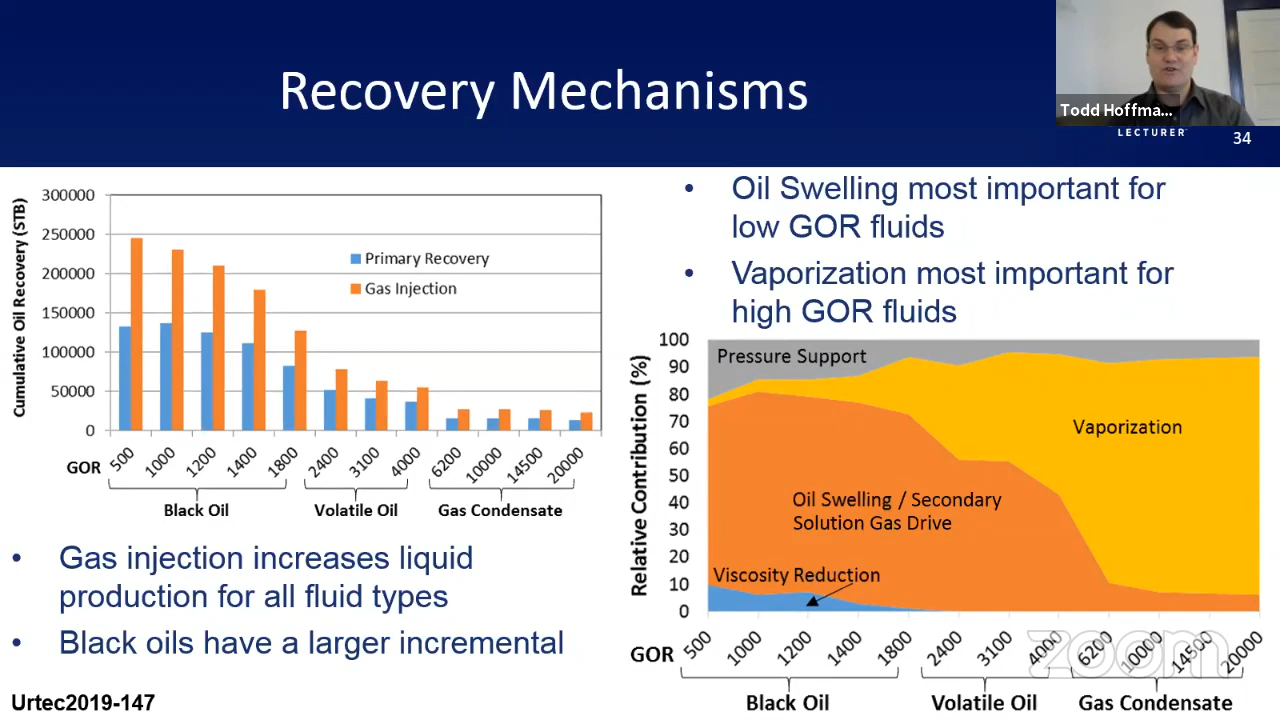 Recovery Mechanisms
Todd Hoffma...
LECTURER
34
Cumulative Oil Recovery (STB)
300000
250000
200000
150000
100000
50000
0
Primary Recovery
Gas Injection
GOR
500 1000 1200 1400 1800 2400 3100 4000 6200 10000 14500 20000
Black Oil Volatile Oil Gas Condensate
• Gas injection increases liquid
production for all fluid types
• Black oils have a larger incremental
Urtec2019-147
• Oil Swelling most important for
low GOR fluids
• Vaporization most important for
high GOR fluids
Relative Contribution (%)
100
90
80
70
60
50
40
30
20
10
0
Pressure Support
Vaporization
Oil Swelling / Secondary
Solution Gas Drive
Viscosity Reduction
GOR
500 1000 1200 1400 1800 2400 3100 4000 6200 10000 14500 20000
Black Oil Volatile Oil Gas Condensate
zoom